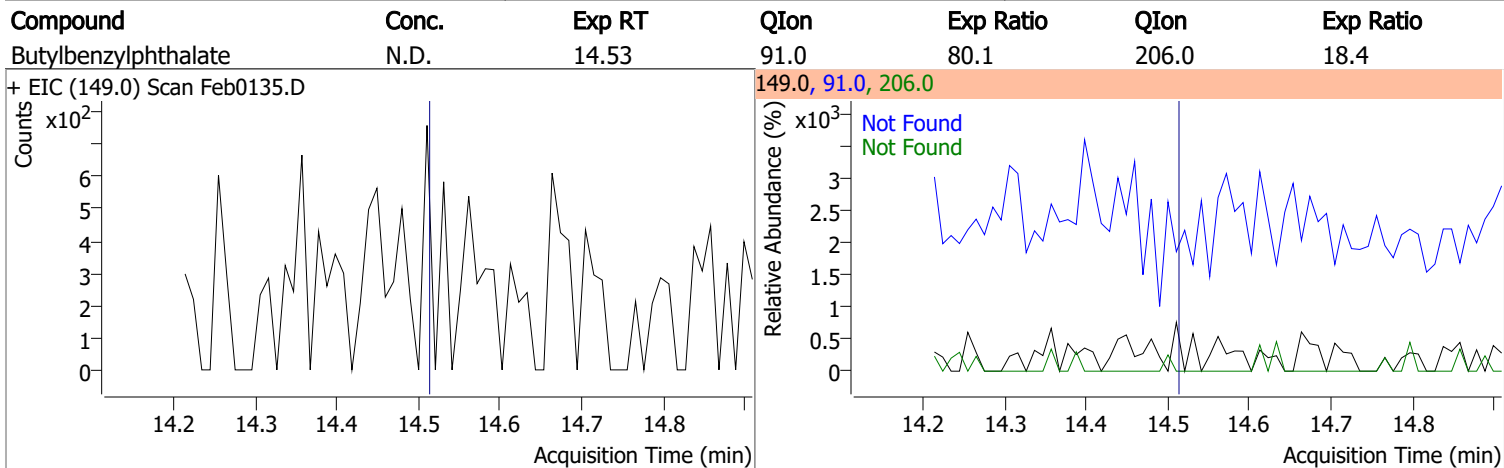 Compound Conc. Exp RT QIon Exp Ratio QIon Exp Ratio
Butylbenzylphthalate N.D. 14.53 91.0 80.1 206.0 18.4
+ EIC (149.0) Scan Feb0135.D
Counts
x10²
6
5
4
3
2
1
0
14.2 14.3 14.4 14.5 14.6 14.7 14.8
Acquisition Time (min)
149.0, 91.0, 206.0
Relative Abundance (%)
x10³
Not Found
Not Found
3
2.5
2
1.5
1
0.5
0
14.2 14.3 14.4 14.5 14.6 14.7 14.8
Acquisition Time (min)